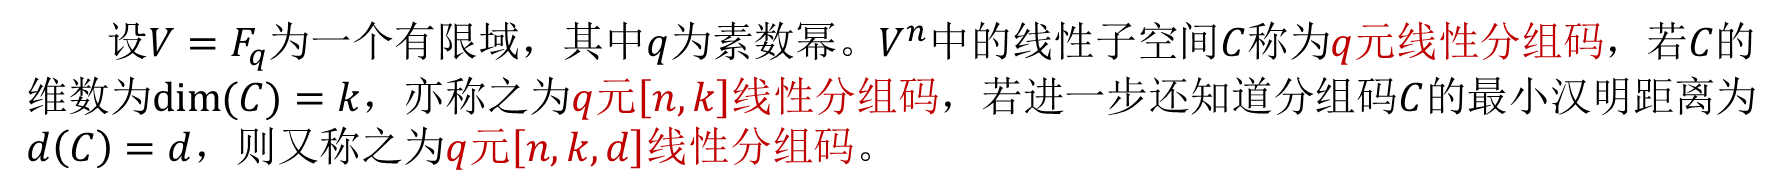 设V = F_q为一个有限域，其中q为素数幂。V^n中的线性子空间C称为q元线性分组码，若C的
维数为dim(C) = k，亦称之为q元[n, k]线性分组码，若进一步还知道分组码C的最小汉明距离为
d(C) = d，则又称之为q元[n, k, d]线性分组码。